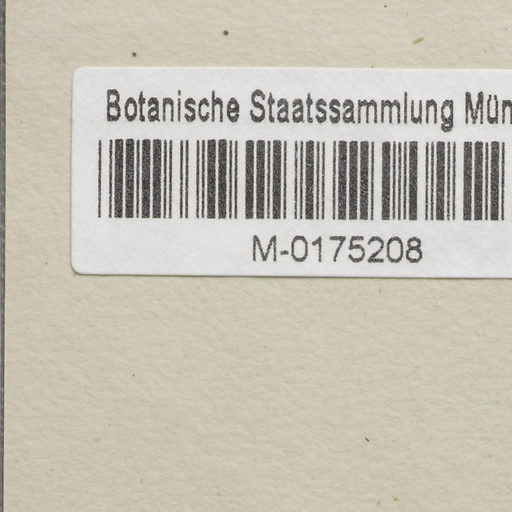 Botanische Staatssammlung Mün
M-0175208